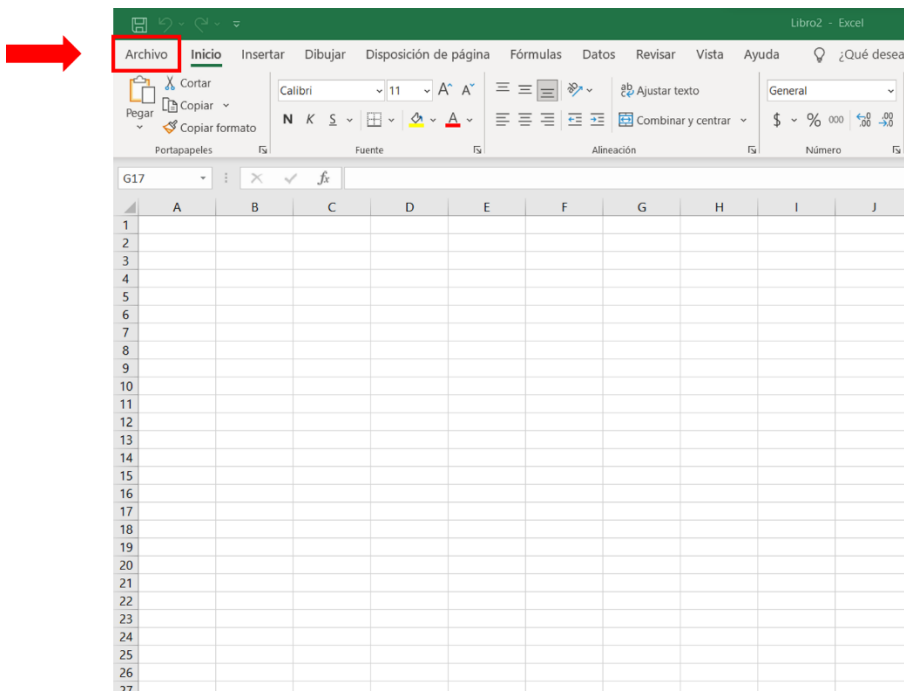 Libro2 - Excel
Archivo Inicio Insertar Dibujar Disposición de página Fórmulas Datos Revisar Vista Ayuda ¿Qué desea
Pegar
Cortar
Copiar
Copiar formato
Portapapeles
Calibri 11 A A
N K S A
Fuente
ab Ajustar texto
Combinar y centrar
Alineación
General
$ % 000
Número
G17 fx
A B C D E F G H I J
1
2
3
4
5
6
7
8
9
10
11
12
13
14
15
16
17
18
19
20
21
22
23
24
25
26
27